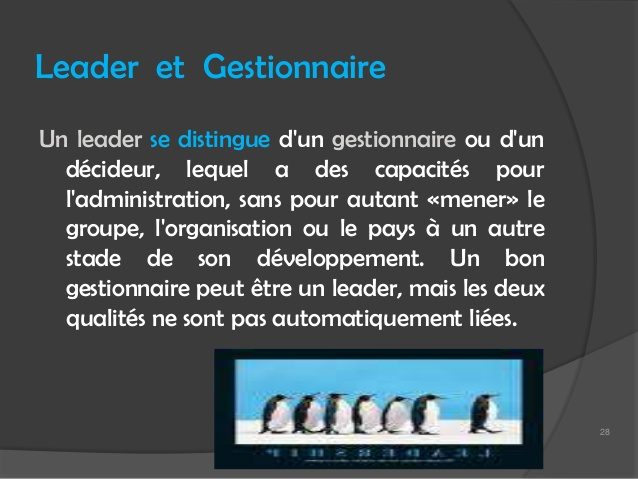 Leader et Gestionnaire
Un leader se distingue d'un gestionnaire ou d'un
décideur, lequel a des capacités pour
l'administration, sans pour autant «mener» le
groupe, l'organisation ou le pays à un autre
stade de son développement. Un bon
gestionnaire peut être un leader, mais les deux
qualités ne sont pas automatiquement liées.
LEADERSHIP
28